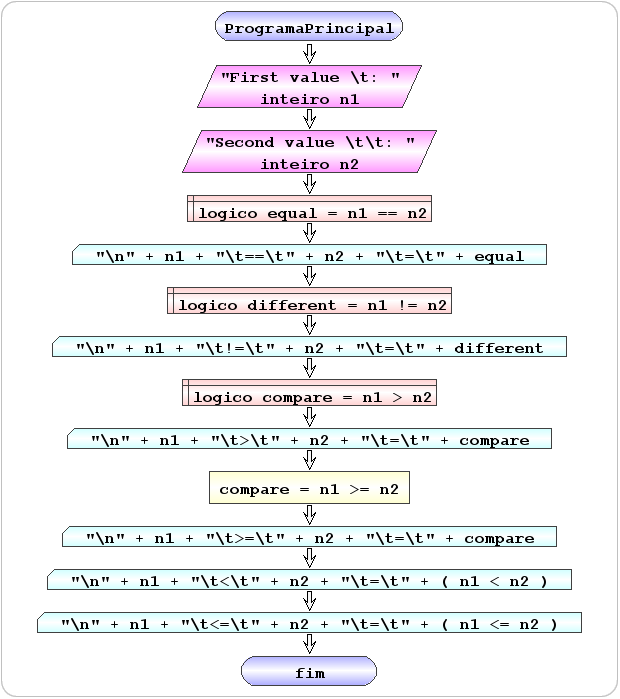 ProgramaPrincipal
"First value \t: "
inteiro n1
"Second value \t\t: "
inteiro n2
logico equal = n1 == n2
"\n" + n1 + "\t==\t" + n2 + "\t=\t" + equal
logico different = n1 != n2
"\n" + n1 + "\t!=\t" + n2 + "\t=\t" + different
logico compare = n1 > n2
"\n" + n1 + "\t>\t" + n2 + "\t=\t" + compare
compare = n1 >= n2
"\n" + n1 + "\t>=\t" + n2 + "\t=\t" + compare
"\n" + n1 + "\t<\t" + n2 + "\t=\t" + ( n1 < n2 )
"\n" + n1 + "\t<=\t" + n2 + "\t=\t" + ( n1 <= n2 )
fim